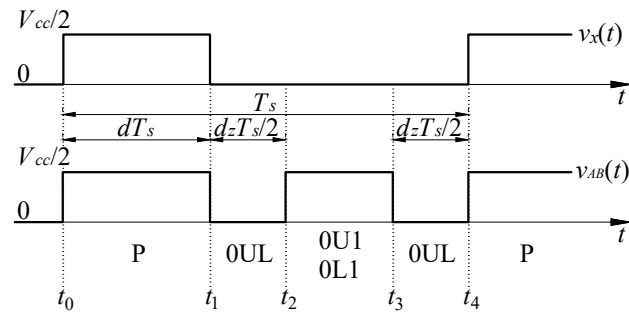 Vcc/2
vx(t)
0
t
Ts
dTs
dzTs/2
dzTs/2
Vcc/2
vAB(t)
0
t
P
0UL
0U1
0L1
0UL
P
t0
t1
t2
t3
t4